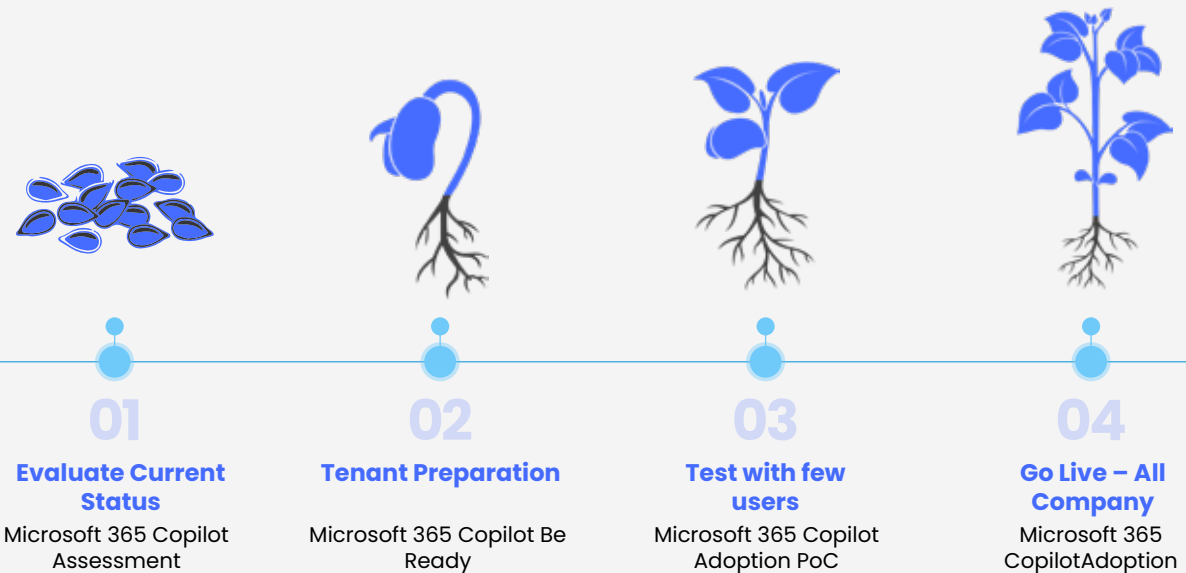 01
Evaluate Current
Status
Microsoft 365 Copilot
Assessment
02
Tenant Preparation
Microsoft 365 Copilot Be
Ready
03
Test with few
users
Microsoft 365 Copilot
Adoption PoC
04
Go Live – All
Company
Microsoft 365
CopilotAdoption